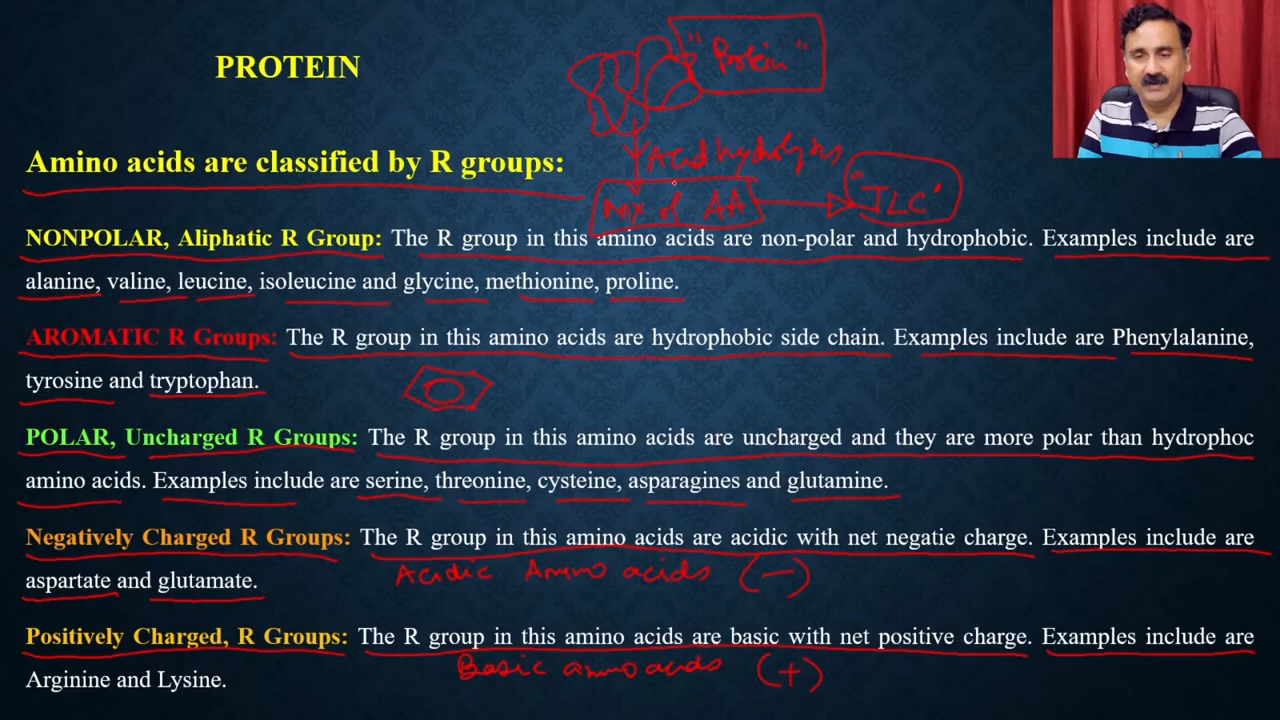 PROTEIN
"Protein"
Amino acids are classified by R groups:
Acid hydrolysis
Mix of AA
"TLC"
NONPOLAR, Aliphatic R Group: The R group in this amino acids are non-polar and hydrophobic. Examples include are
alanine, valine, leucine, isoleucine and glycine, methionine, proline.
AROMATIC R Groups: The R group in this amino acids are hydrophobic side chain. Examples include are Phenylalanine,
tyrosine and tryptophan.
POLAR, Uncharged R Groups: The R group in this amino acids are uncharged and they are more polar than hydrophoc
amino acids. Examples include are serine, threonine, cysteine, asparagines and glutamine.
Negatively Charged R Groups: The R group in this amino acids are acidic with net negatie charge. Examples include are
aspartate and glutamate.
Acidic Amino acids (−)
Positively Charged, R Groups: The R group in this amino acids are basic with net positive charge. Examples include are
Basic amino acids (+)
Arginine and Lysine.